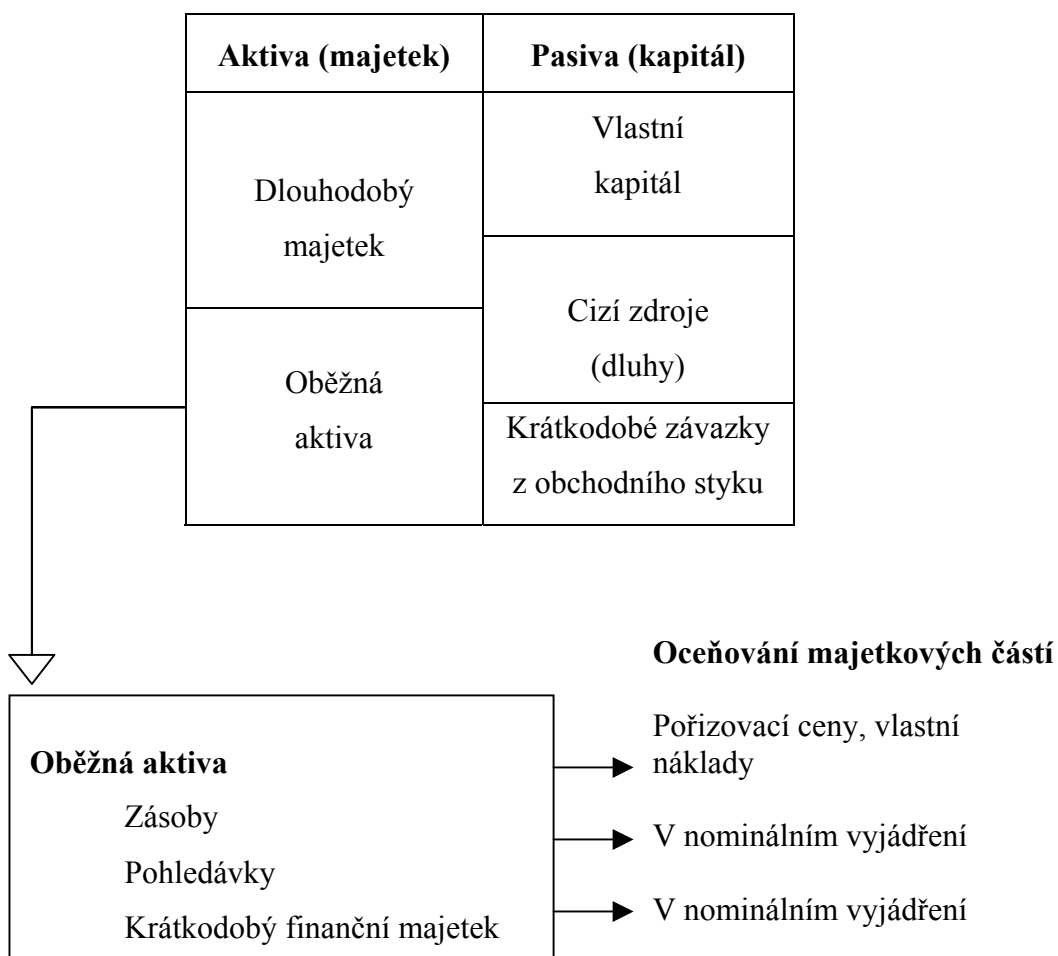 Aktiva (majetek)
Pasiva (kapitál)
Dlouhodobý
majetek
Oběžná
aktiva
Vlastní
kapitál
Cizí zdroje
(dluhy)
Krátkodobé závazky
z obchodního styku
Oceňování majetkových částí
Oběžná aktiva
Zásoby
Pohledávky
Krátkodobý finanční majetek
Pořizovací ceny, vlastní
náklady
V nominálním vyjádření
V nominálním vyjádření